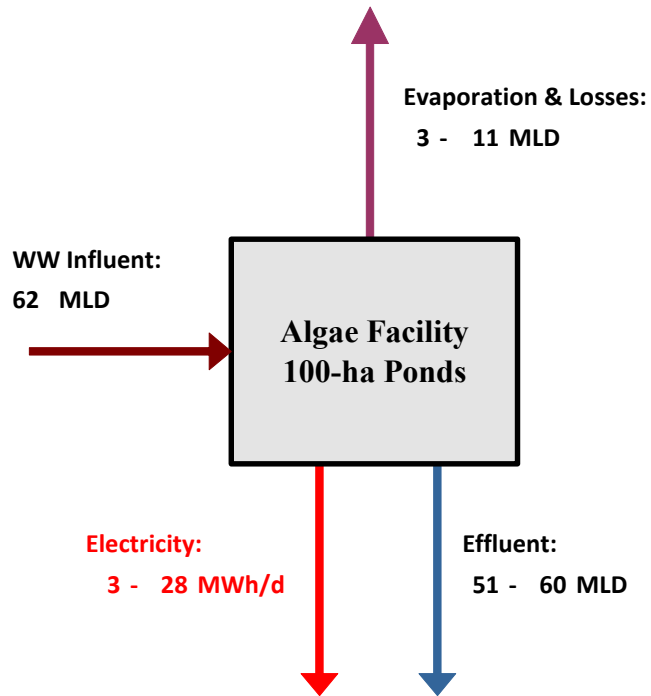 Evaporation & Losses:
3 - 11 MLD
WW Influent:
62 MLD
Algae Facility
100-ha Ponds
Electricity:
3 - 28 MWh/d
Effluent:
51 - 60 MLD